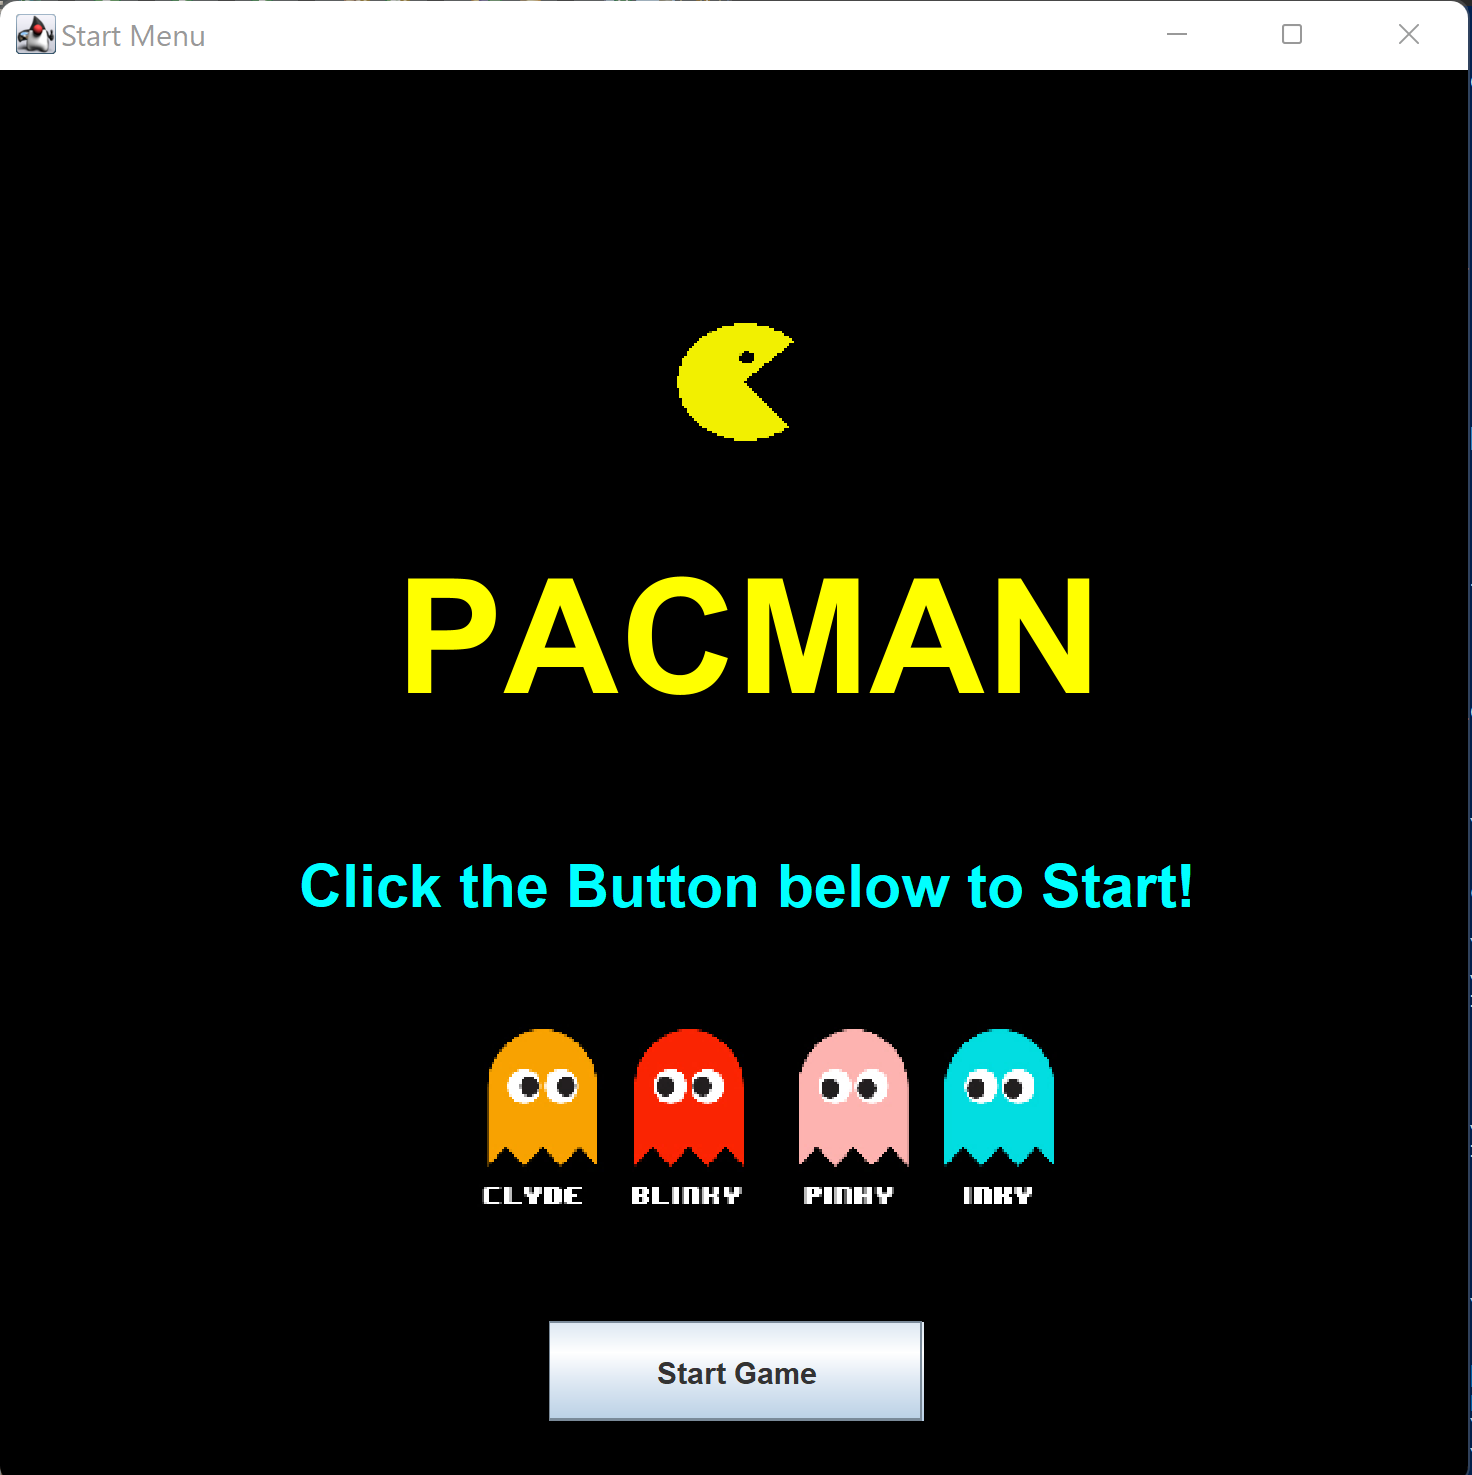 Start Menu
PACMAN
Click the Button below to Start!
CLYDE BLINKY PINKY INKY
Start Game